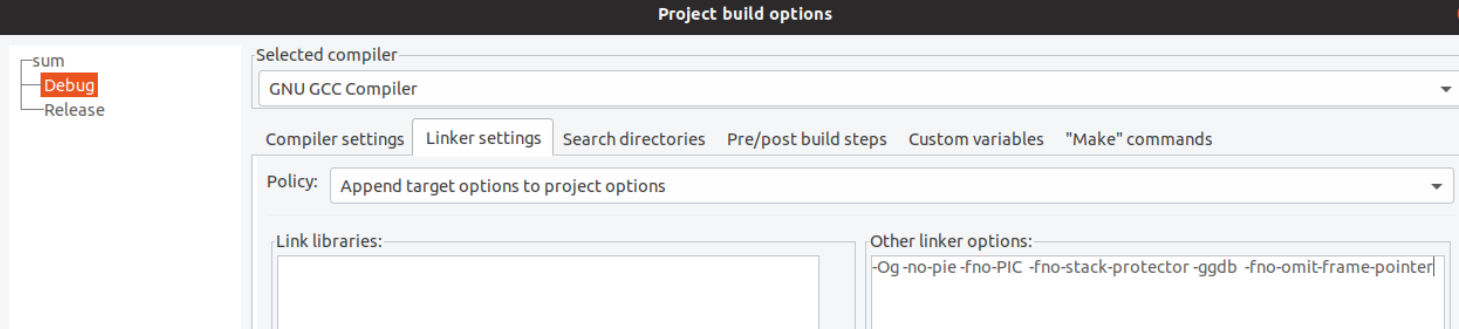 Project build options
sum
Debug
Release
Selected compiler
GNU GCC Compiler
Compiler settings Linker settings Search directories Pre/post build steps Custom variables "Make" commands
Policy: Append target options to project options
Link libraries: Other linker options:
-Og -no-pie -fno-PIC -fno-stack-protector -ggdb -fno-omit-frame-pointer